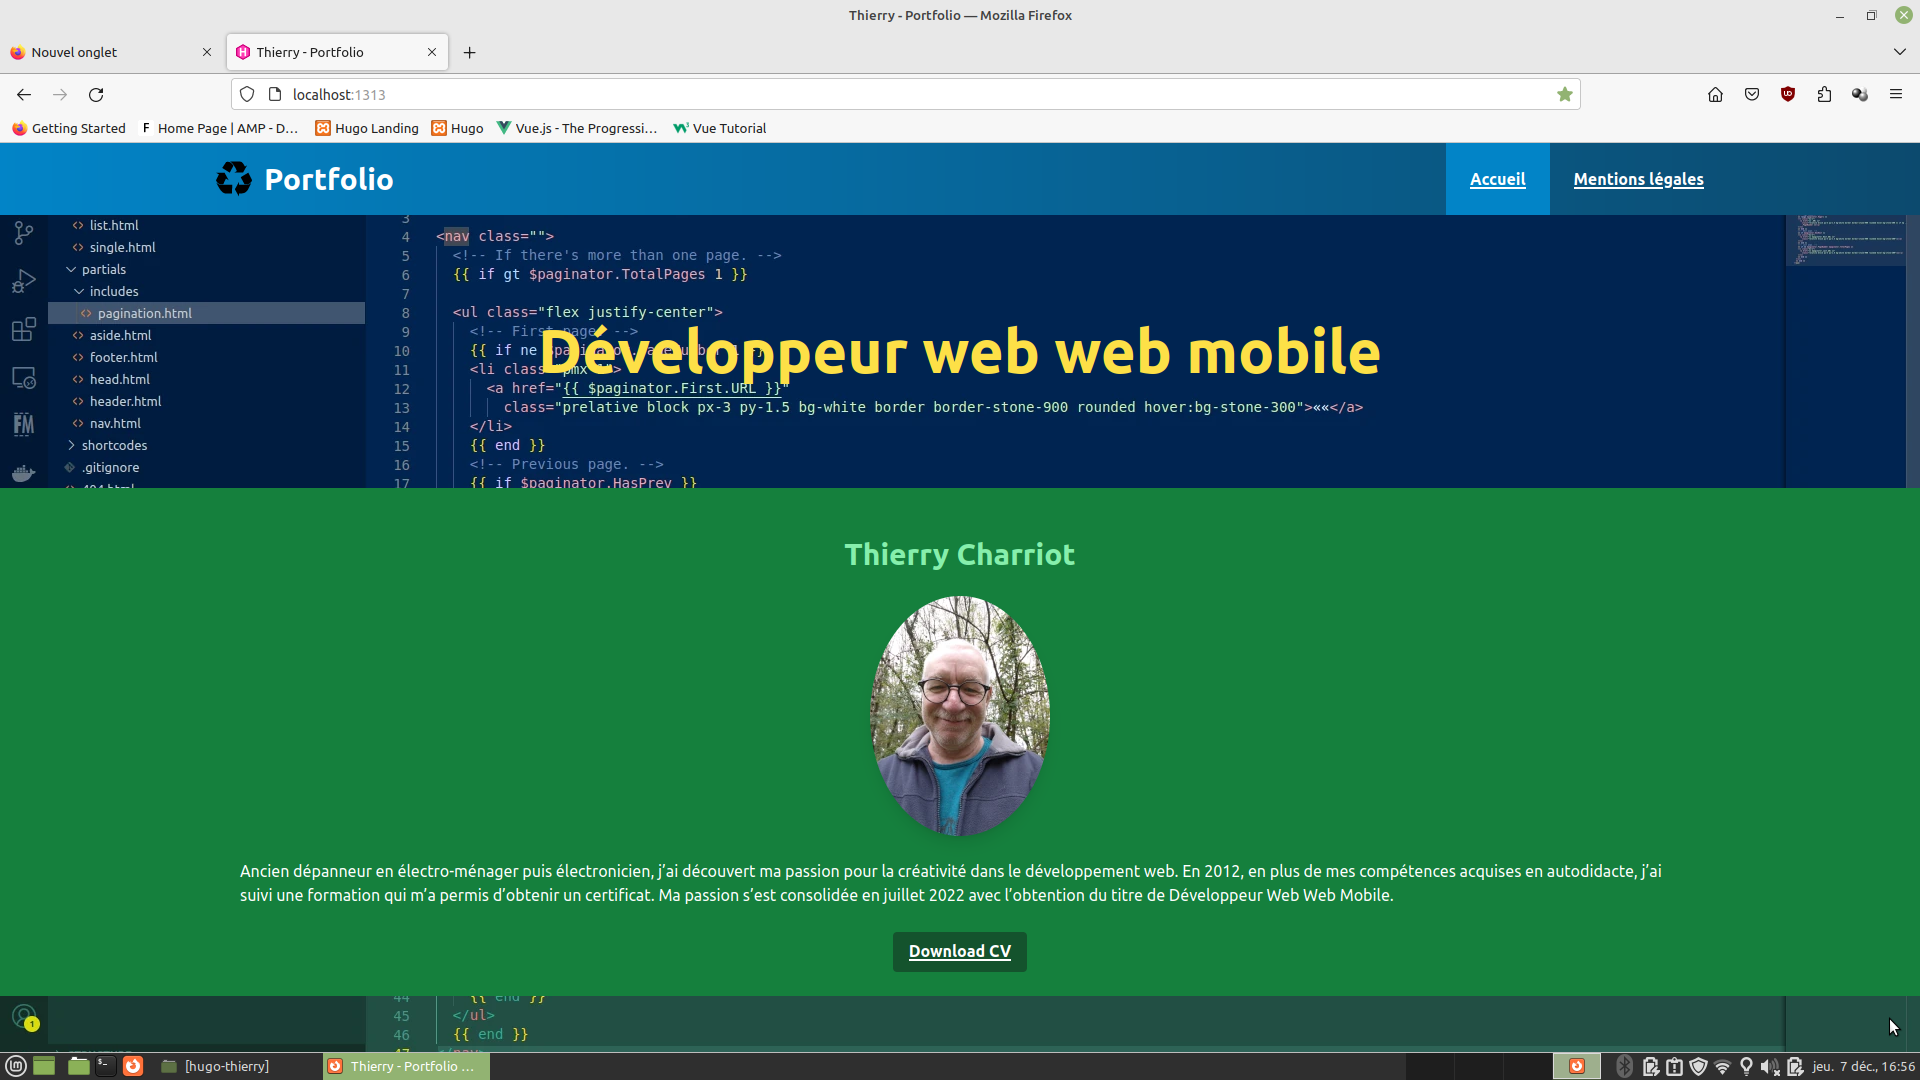 Thierry - Portfolio — Mozilla Firefox
Nouvel onglet
Thierry - Portfolio
localhost:1313
Getting Started
Home Page | AMP - D…
Hugo Landing
Hugo
Vue.js - The Progressi…
Vue Tutorial
Portfolio
Accueil
Mentions légales
list.html
single.html
partials
includes
pagination.html
aside.html
footer.html
head.html
header.html
nav.html
shortcodes
.gitignore
3
4 <nav class="">
5 <!-- If there's more than one page. -->
6 {{ if gt $paginator.TotalPages 1 }}
7
8 <ul class="flex justify-center">
9 <!-- First page. -->
10 {{ if ne
11 <li class="pmx-1">
12 <a href="{{ $paginator.First.URL }}"
13 class="prelative block px-3 py-1.5 bg-white border border-stone-900 rounded hover:bg-stone-300">««</a>
14 </li>
15 {{ end }}
16 <!-- Previous page. -->
17 {{ if $paginator.HasPrev }}
Développeur web web mobile
Thierry Charriot
Ancien dépanneur en électro-ménager puis électronicien, j’ai découvert ma passion pour la créativité dans le développement web. En 2012, en plus de mes compétences acquises en autodidacte, j’ai
suivi une formation qui m’a permis d’obtenir un certificat. Ma passion s’est consolidée en juillet 2022 avec l’obtention du titre de Développeur Web Web Mobile.
Download CV
44 {{ end }}
45 </ul>
46 {{ end }}
1
[hugo-thierry]
Thierry - Portfolio …
jeu. 7 déc., 16:56